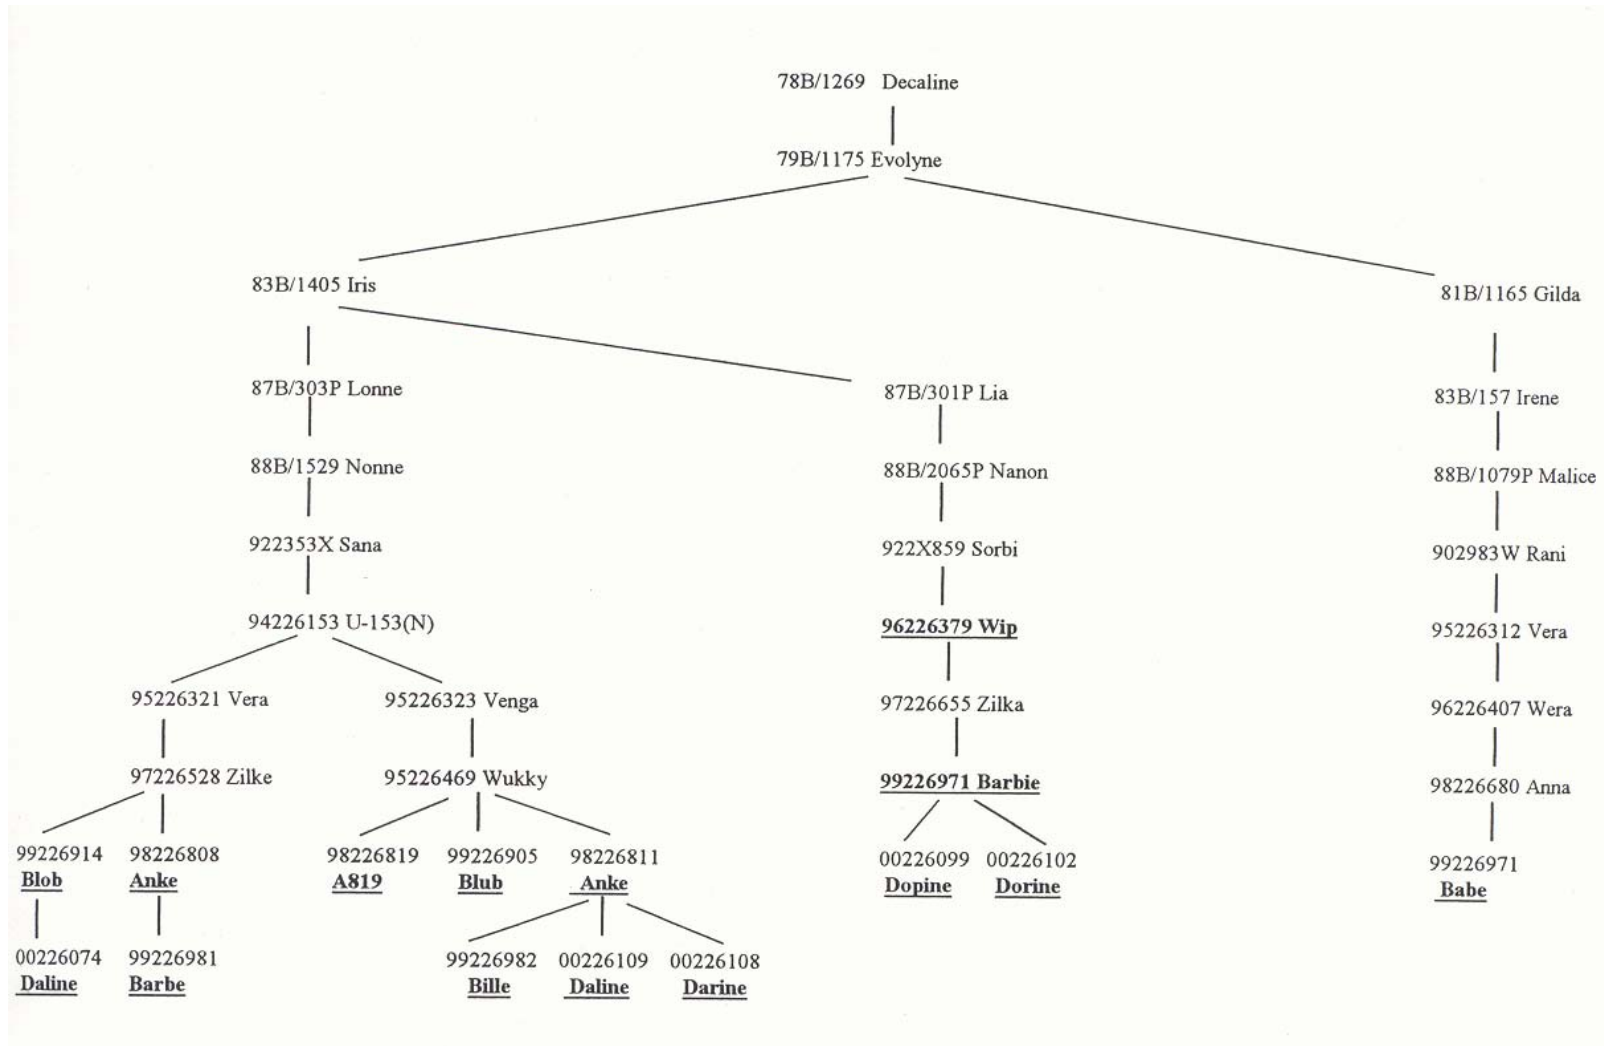 78B/1269 Decaline
79B/1175 Evolyne
83B/1405 Iris
81B/1165 Gilda
87B/303P Lonne
87B/301P Lia
83B/157 Irene
88B/1529 Nonne
88B/2065P Nanon
88B/1079P Malice
922353X Sana
922X859 Sorbi
902983W Rani
94226153 U-153(N)
96226379 Wip
95226312 Vera
95226321 Vera
95226323 Venga
97226655 Zilka
96226407 Wera
97226528 Zilke
95226469 Wukky
99226971 Barbie
98226680 Anna
99226914
Blob
98226808
Anke
98226819
A819
99226905
Blub
98226811
Anke
00226099
Dopine
00226102
Dorine
99226971
Babe
00226074
Daline
99226981
Barbe
99226982
Bille
00226109
Daline
00226108
Darine